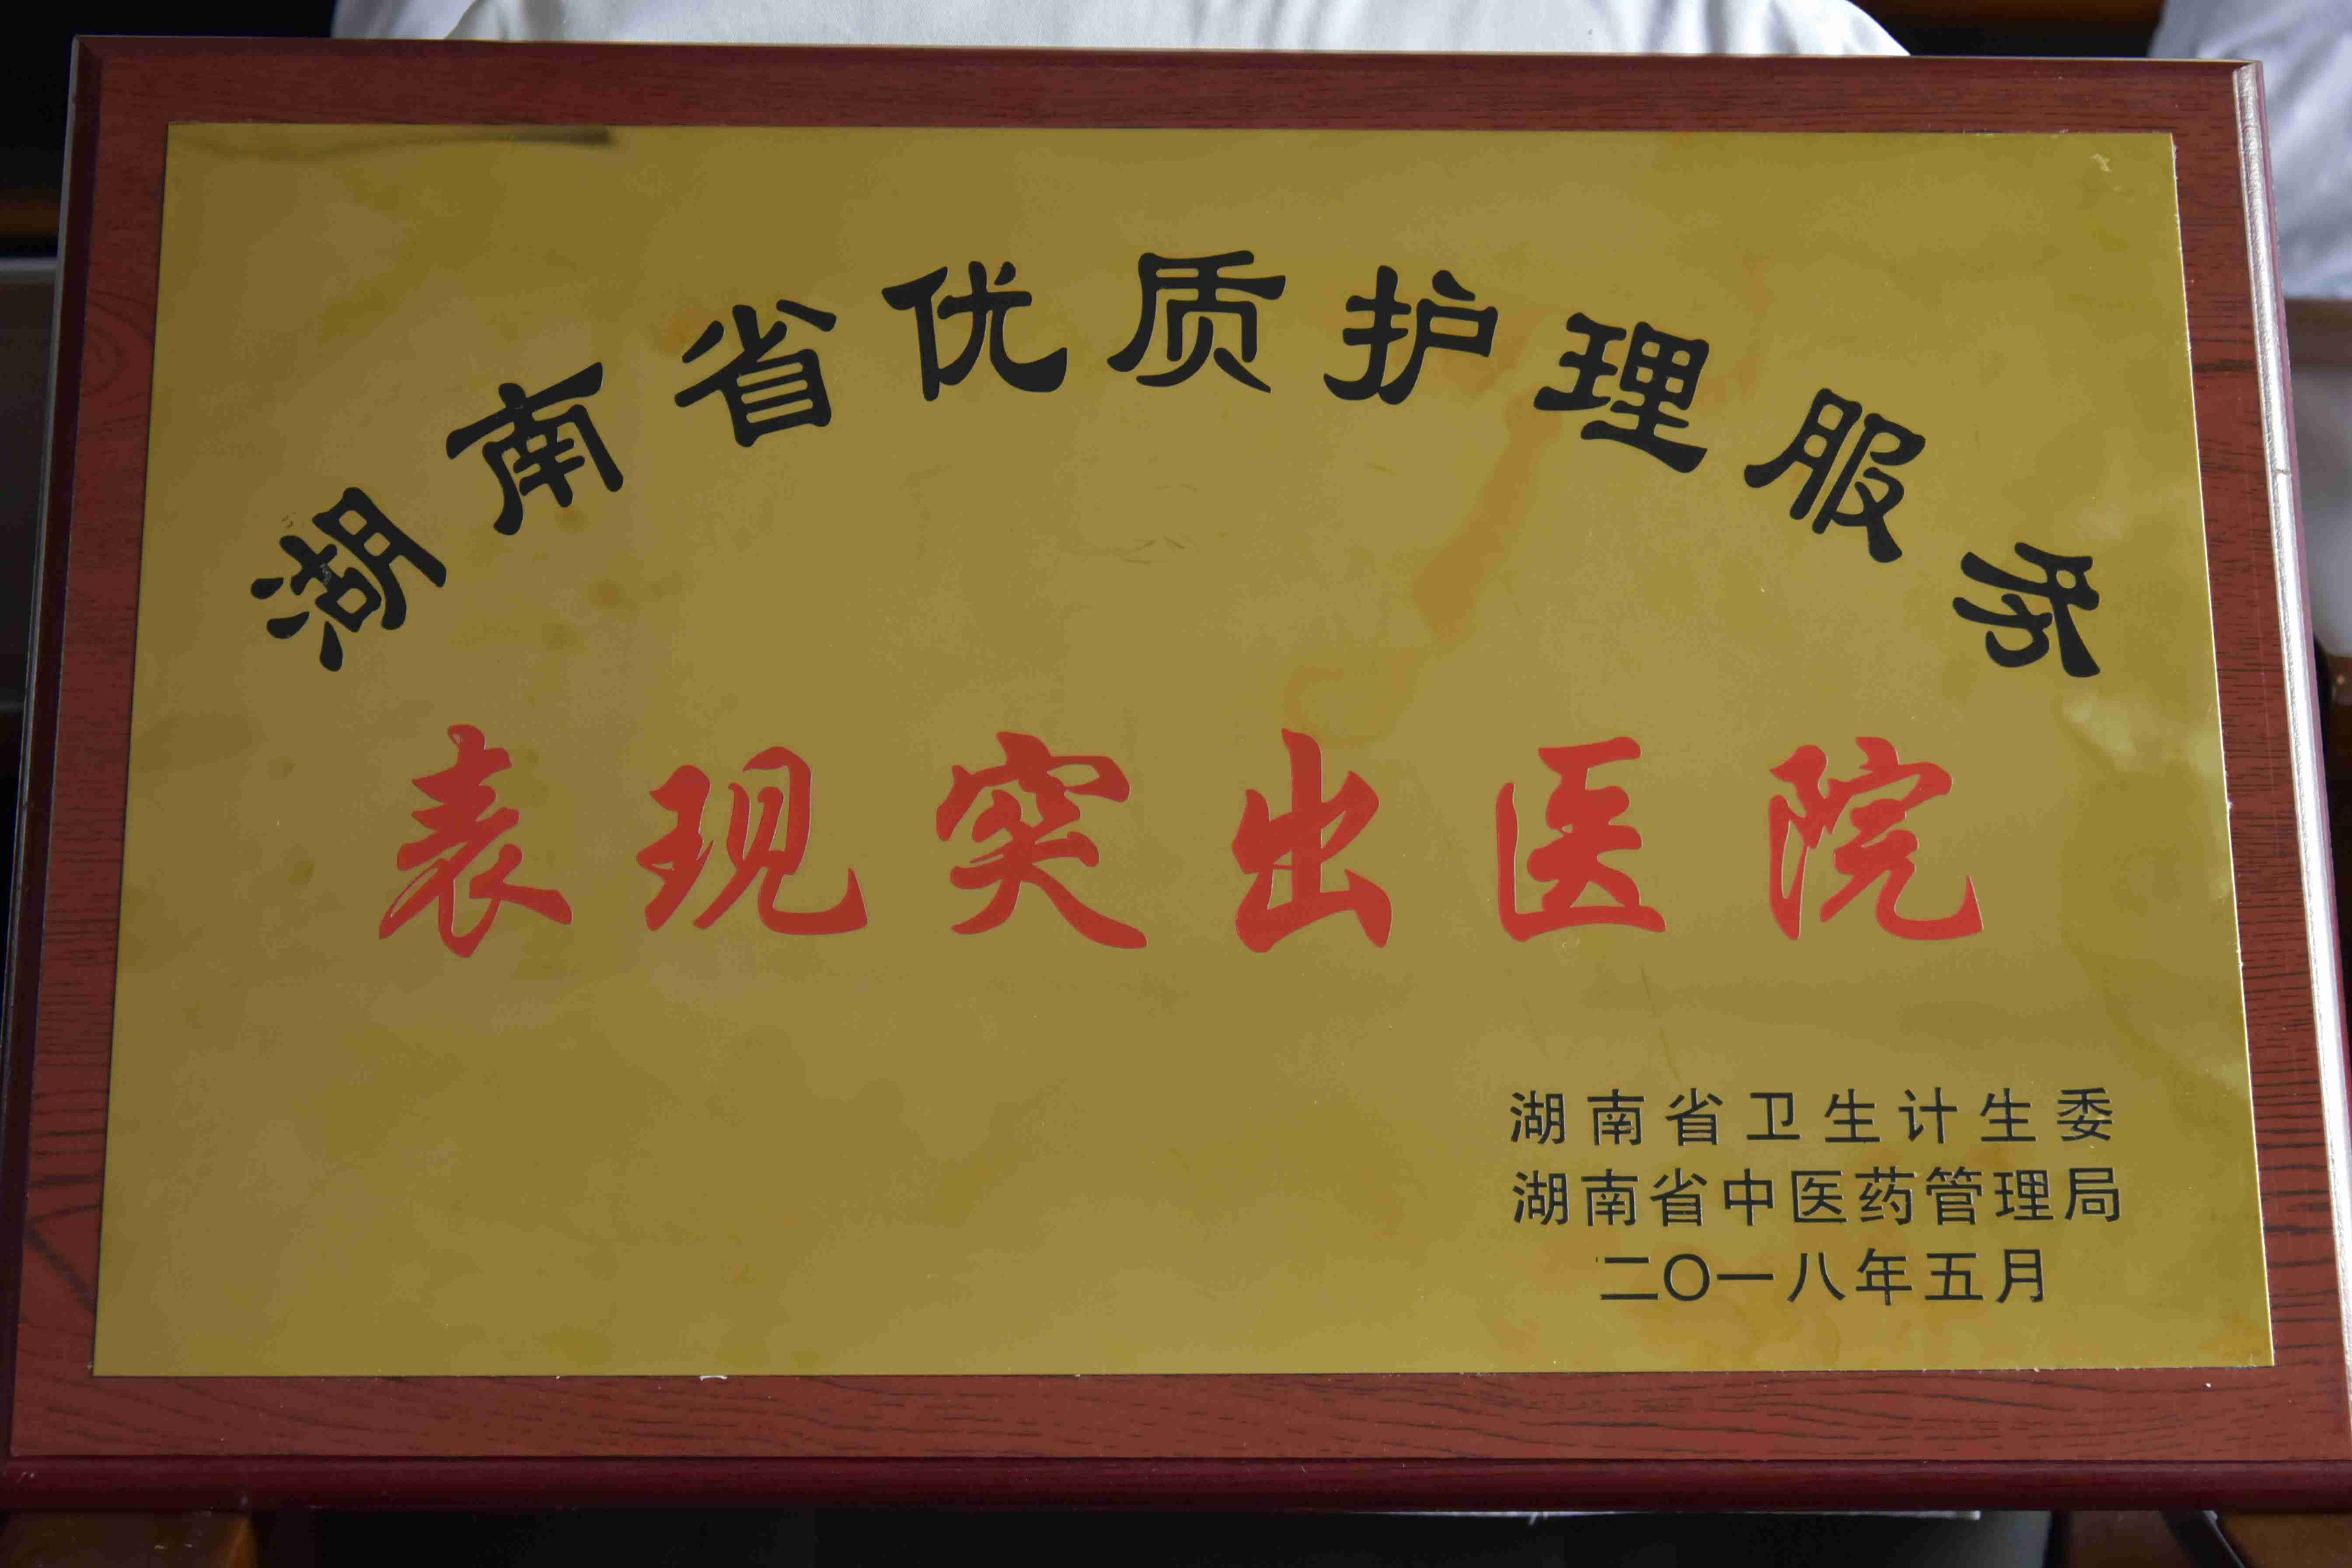 湖南省优质护理服务
表现突出医院
湖南省卫生计生委
湖南省中医药管理局
二〇一八年五月